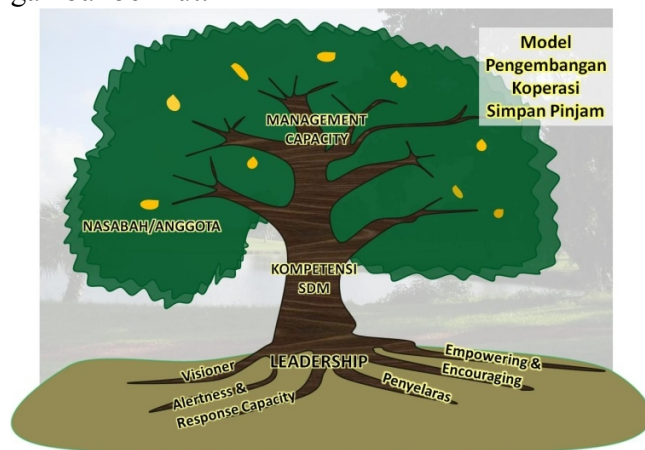 Model
Pengembangan
Koperasi
Simpan Pinjam
MANAGEMENT
CAPACITY
NASABAH/ANGGOTA
KOMPETENSI
SDM
LEADERSHIP
Visioner
Alertness &
Response Capacity
Penyelaras
Empowering &
Encouraging